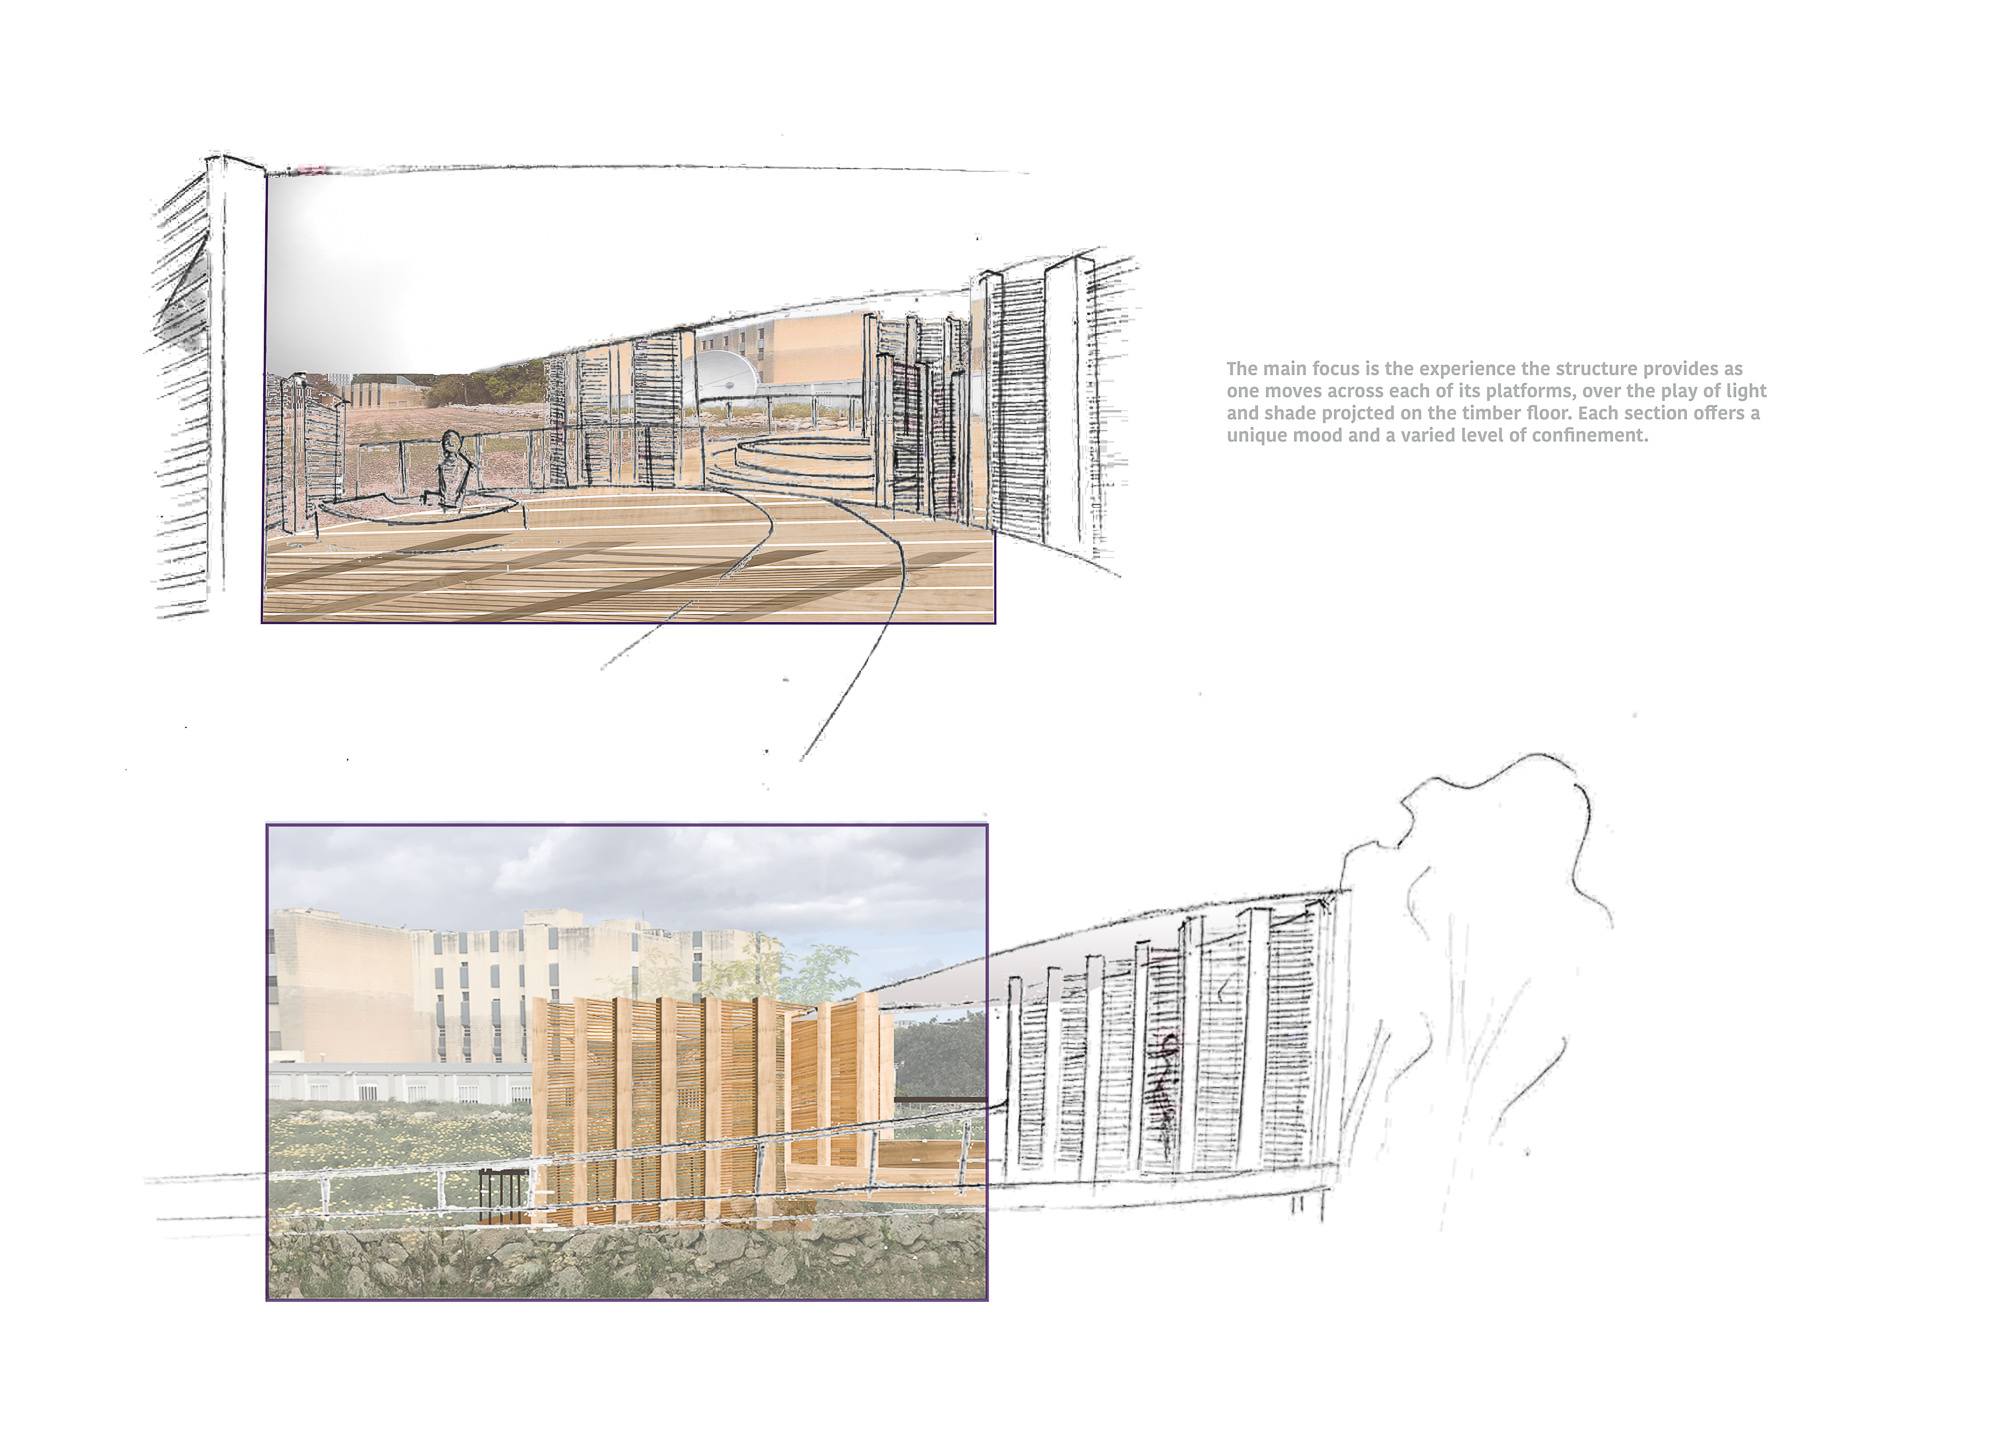 The main focus is the experience the structure provides as
one moves across each of its platforms, over the play of light
and shade projcted on the timber floor. Each section offers a
unique mood and a varied level of confinement.